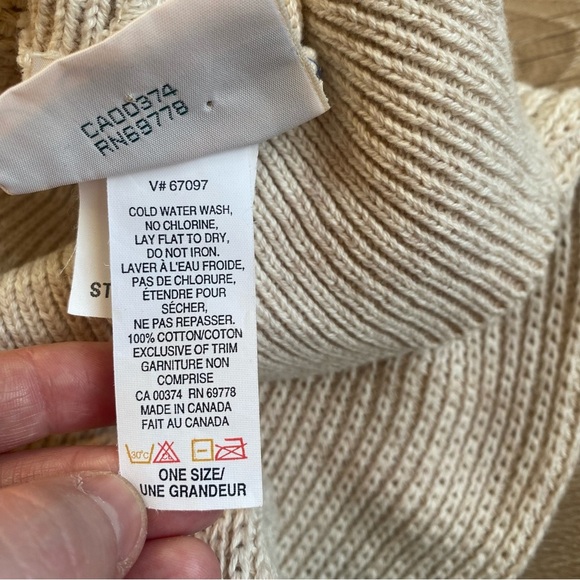 CA00374
RN69778
V# 67097
COLD WATER WASH,
NO CHLORINE,
LAY FLAT TO DRY,
DO NOT IRON.
LAVER À L'EAU FROIDE,
PAS DE CHLORURE,
ÉTENDRE POUR
SÉCHER,
NE PAS REPASSER.
100% COTTON/COTON
EXCLUSIVE OF TRIM
GARNITURE NON
COMPRISE
CA 00374 RN 69778
MADE IN CANADA
FAIT AU CANADA
30°C
ONE SIZE/
UNE GRANDEUR
ST